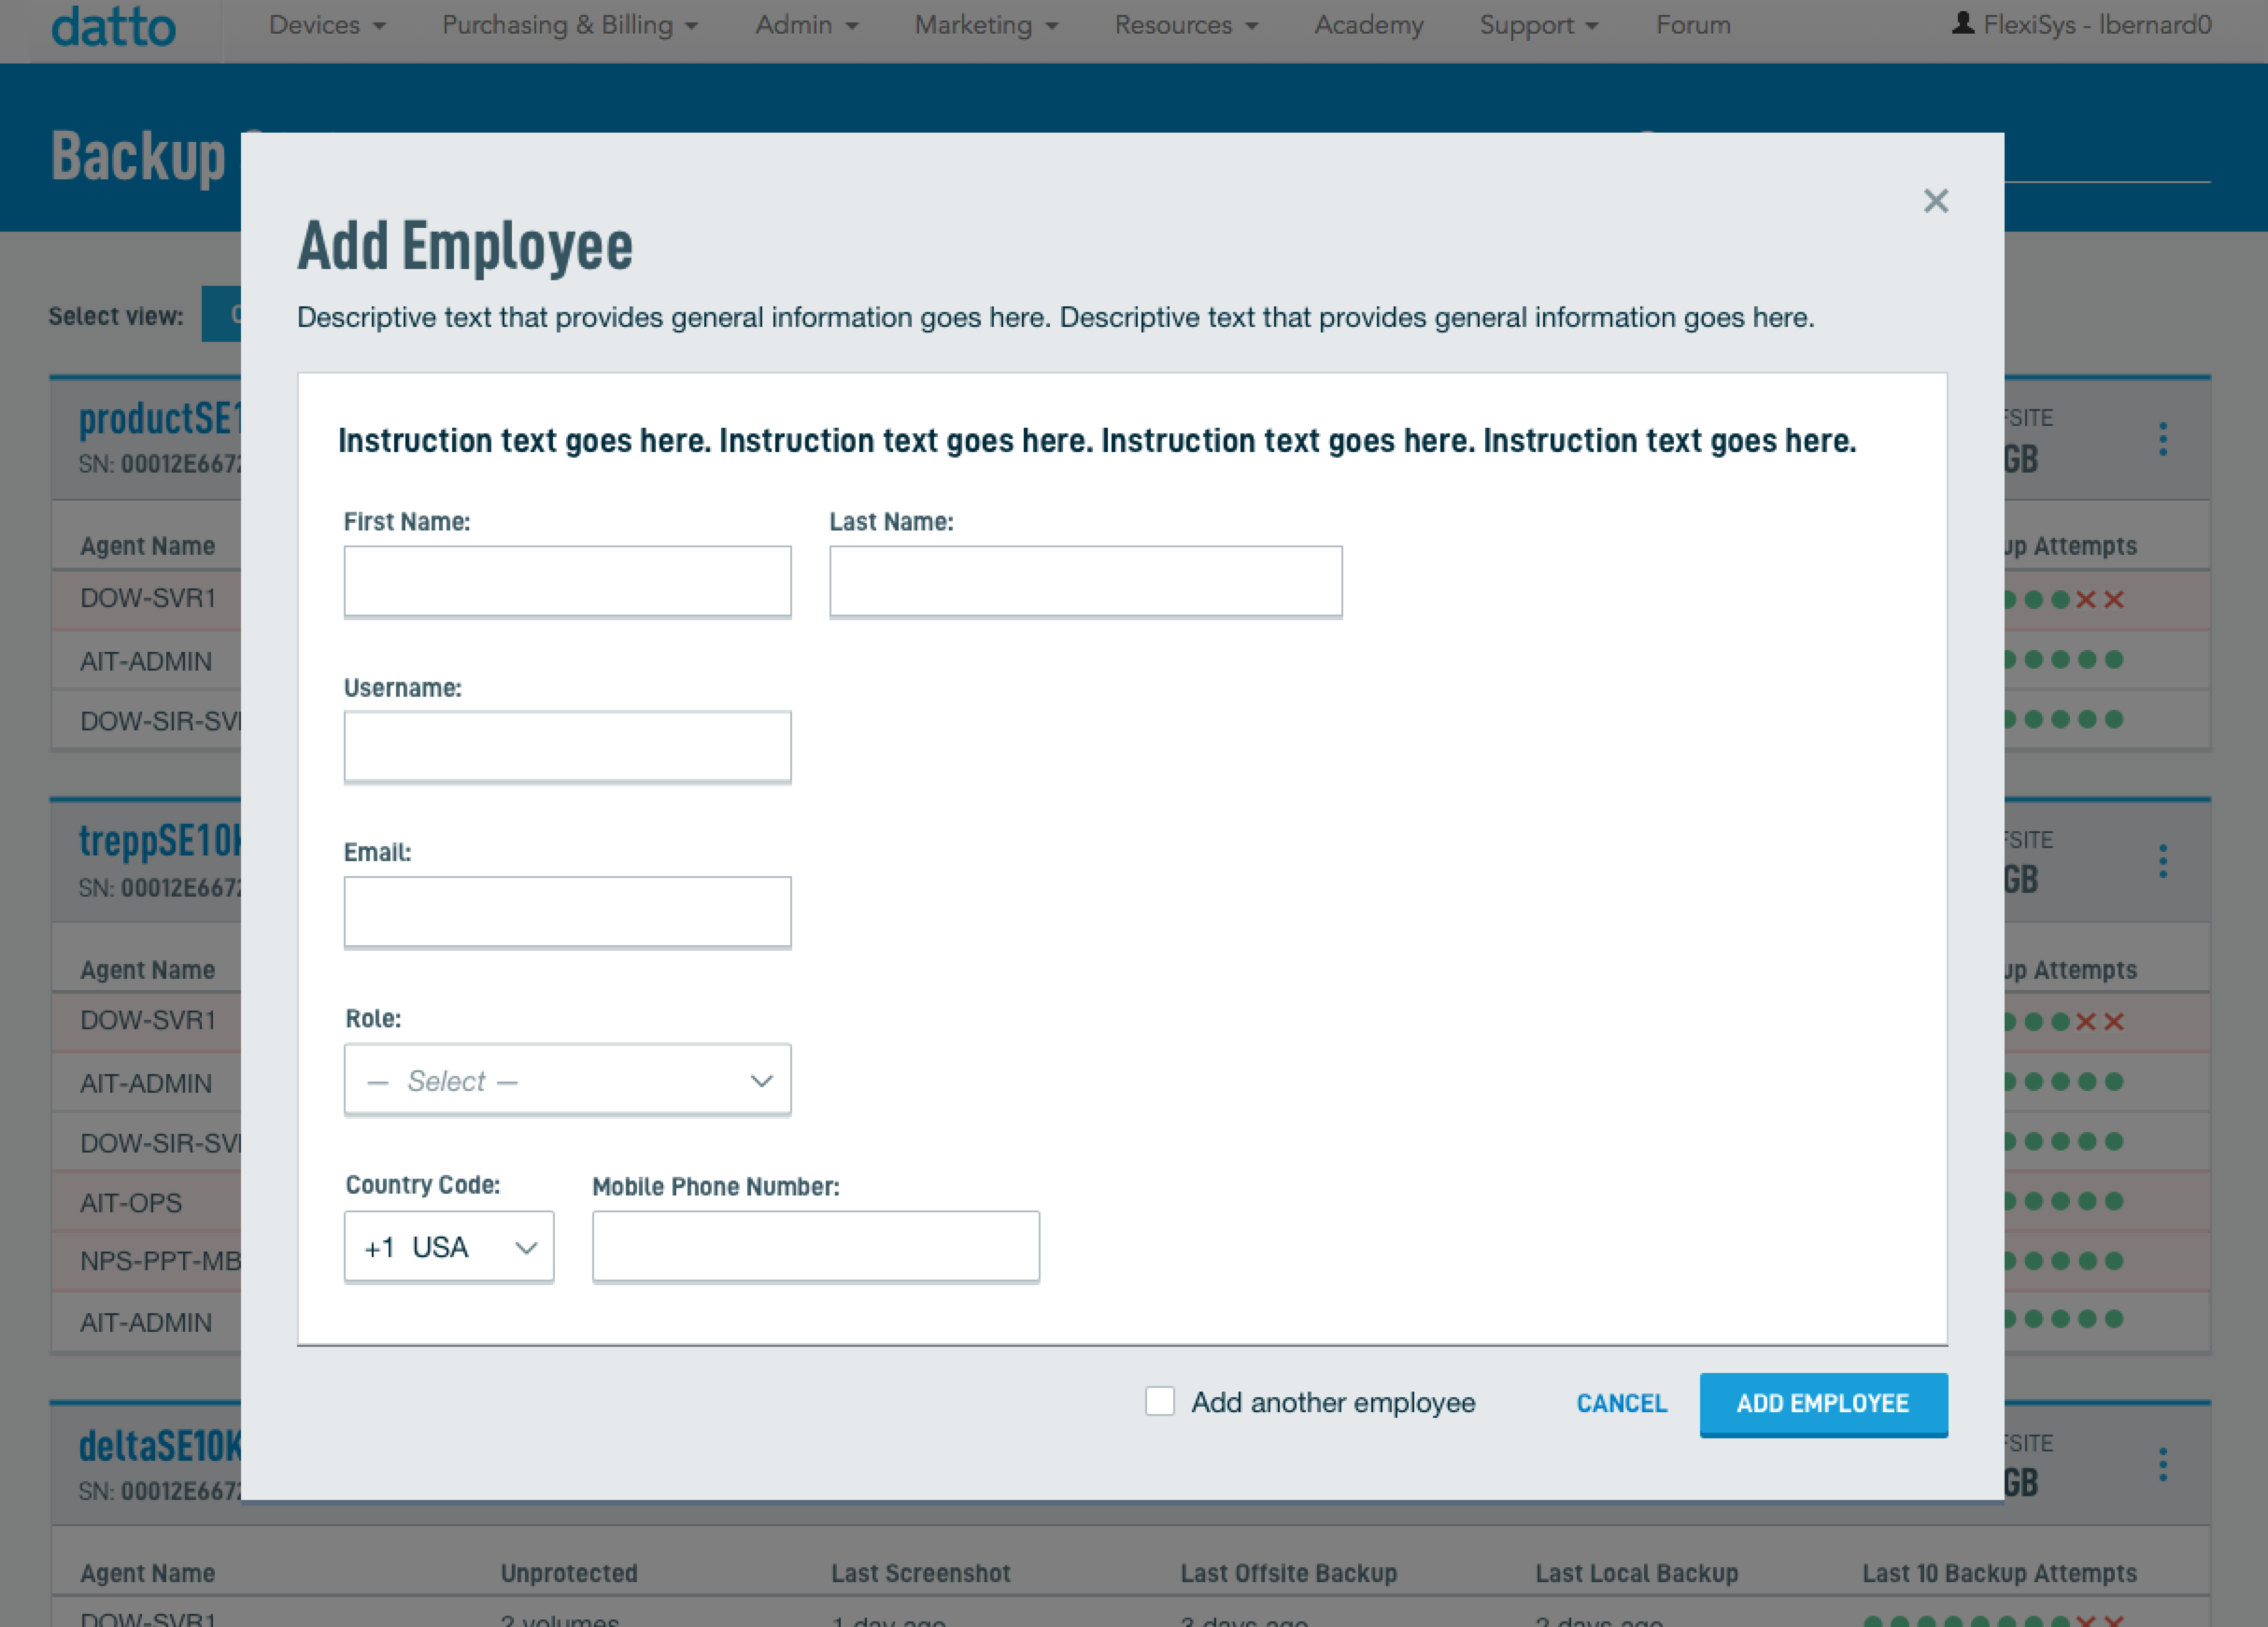 datto Devices Purchasing & Billing Admin Marketing Resources Academy Support Forum FlexiSys - lbernard0
Backup
Add Employee
Select view:
Descriptive text that provides general information goes here. Descriptive text that provides general information goes here.
productSE1
SN: 00012E667
GB
Instruction text goes here. Instruction text goes here. Instruction text goes here. Instruction text goes here.
First Name: Last Name:
Agent Name Attempts
DOW-SVR1
AIT-ADMIN
Username:
DOW-SIR-SV
treppSE10
SN: 00012E667
GB
Email:
Agent Name Attempts
DOW-SVR1
Role:
AIT-ADMIN
— Select —
DOW-SIR-SV
Country Code: Mobile Phone Number:
AIT-OPS
+1 USA
NPS-PPT-MB
AIT-ADMIN
Add another employee CANCEL ADD EMPLOYEE
deltaSE10K
SN: 00012E667
GB
Agent Name Unprotected Last Screenshot Last Offsite Backup Last Local Backup Last 10 Backup Attempts
DOW-SVR1 2 volumes 1 day ago 3 days ago 2 days ago